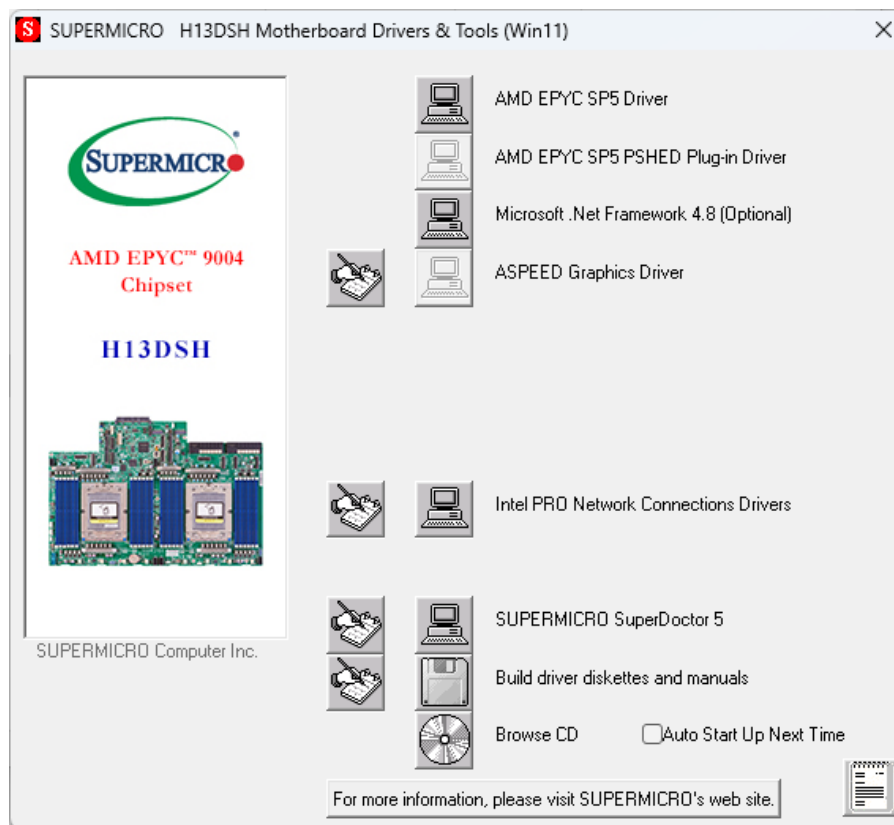 S SUPERMICRO H13DSH Motherboard Drivers & Tools (Win11)
SUPERMICRO
AMD EPYC™ 9004
Chipset
H13DSH
SUPERMICRO Computer Inc.
AMD EPYC SP5 Driver
AMD EPYC SP5 PSHED Plug-in Driver
Microsoft .Net Framework 4.8 (Optional)
ASPEED Graphics Driver
Intel PRO Network Connections Drivers
SUPERMICRO SuperDoctor 5
Build driver diskettes and manuals
Browse CD Auto Start Up Next Time
For more information, please visit SUPERMICRO's web site.